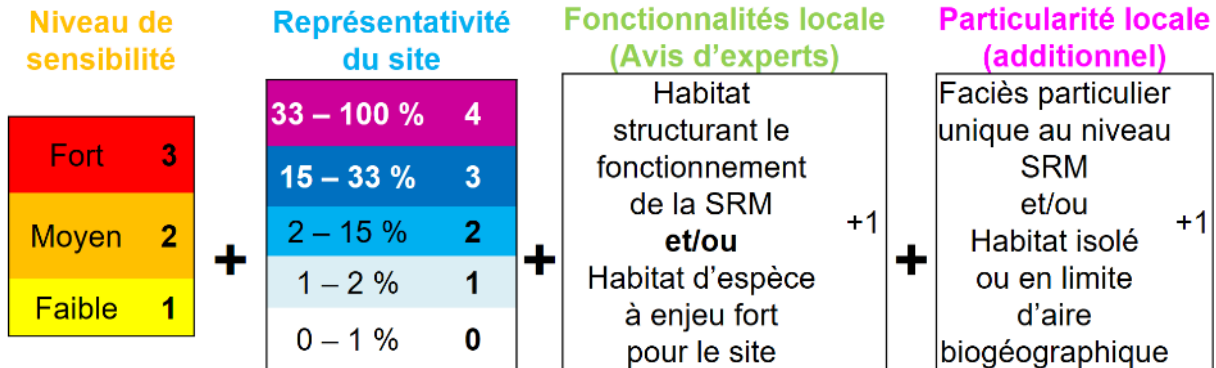 Niveau de
sensibilité
Fort 3
Moyen 2
Faible 1
+
Représentativité
du site
33 – 100 % 4
15 – 33 % 3
2 – 15 % 2
1 – 2 % 1
0 – 1 % 0
+
Fonctionnalités locale
(Avis d'experts)
Habitat
structurant le
fonctionnement
de la SRM
et/ou
+1
Habitat d'espèce
à enjeu fort
pour le site
+
Particularité locale
(additionnel)
Faciès particulier
unique au niveau
SRM
et/ou
+1
Habitat isolé
ou en limite
d'aire
biogéographique